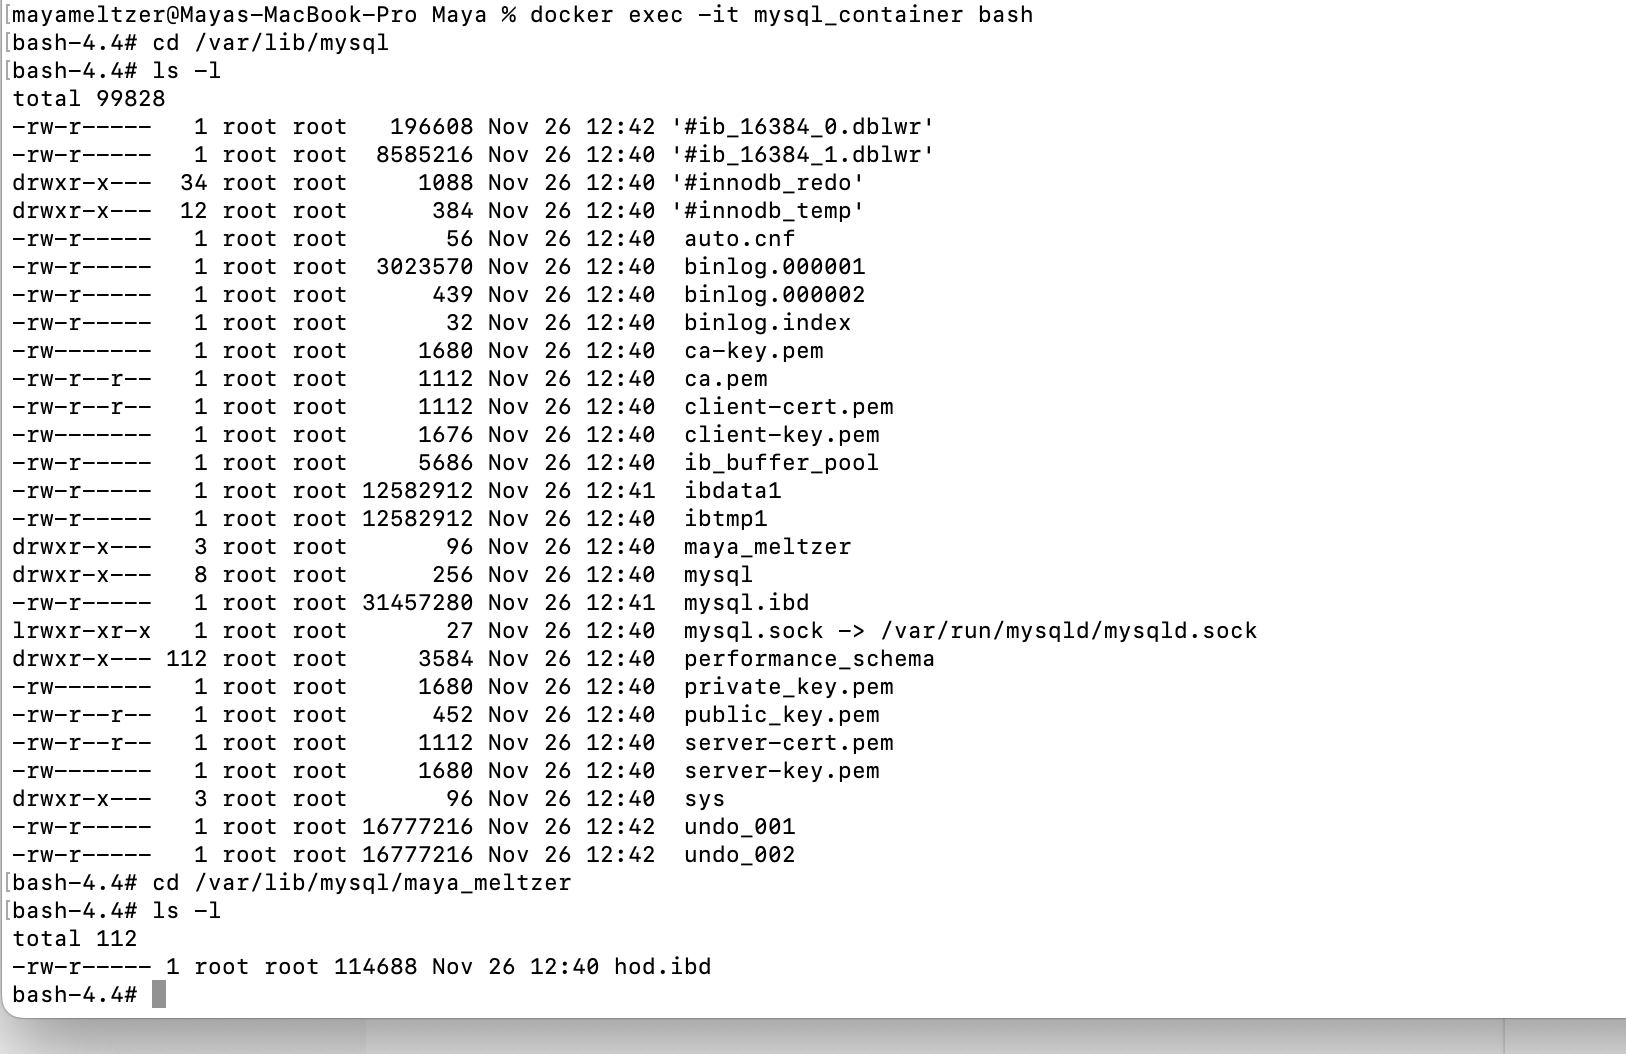 [mayameltzer@Mayas-MacBook-Pro Maya % docker exec -it mysql_container bash
[bash-4.4# cd /var/lib/mysql
[bash-4.4# ls -l
total 99828
-rw-r-----   1 root root   196608 Nov 26 12:42 '#ib_16384_0.dblwr'
-rw-r-----   1 root root  8585216 Nov 26 12:40 '#ib_16384_1.dblwr'
drwxr-x---  34 root root     1088 Nov 26 12:40 '#innodb_redo'
drwxr-x---  12 root root      384 Nov 26 12:40 '#innodb_temp'
-rw-r-----   1 root root       56 Nov 26 12:40  auto.cnf
-rw-r-----   1 root root  3023570 Nov 26 12:40  binlog.000001
-rw-r-----   1 root root      439 Nov 26 12:40  binlog.000002
-rw-r-----   1 root root       32 Nov 26 12:40  binlog.index
-rw-------   1 root root     1680 Nov 26 12:40  ca-key.pem
-rw-r--r--   1 root root     1112 Nov 26 12:40  ca.pem
-rw-r--r--   1 root root     1112 Nov 26 12:40  client-cert.pem
-rw-------   1 root root     1676 Nov 26 12:40  client-key.pem
-rw-r-----   1 root root     5686 Nov 26 12:40  ib_buffer_pool
-rw-r-----   1 root root 12582912 Nov 26 12:41  ibdata1
-rw-r-----   1 root root 12582912 Nov 26 12:40  ibtmp1
drwxr-x---   3 root root       96 Nov 26 12:40  maya_meltzer
drwxr-x---   8 root root      256 Nov 26 12:40  mysql
-rw-r-----   1 root root 31457280 Nov 26 12:41  mysql.ibd
lrwxr-xr-x   1 root root       27 Nov 26 12:40  mysql.sock -> /var/run/mysqld/mysqld.sock
drwxr-x--- 112 root root     3584 Nov 26 12:40  performance_schema
-rw-------   1 root root     1680 Nov 26 12:40  private_key.pem
-rw-r--r--   1 root root      452 Nov 26 12:40  public_key.pem
-rw-r--r--   1 root root     1112 Nov 26 12:40  server-cert.pem
-rw-------   1 root root     1680 Nov 26 12:40  server-key.pem
drwxr-x---   3 root root       96 Nov 26 12:40  sys
-rw-r-----   1 root root 16777216 Nov 26 12:42  undo_001
-rw-r-----   1 root root 16777216 Nov 26 12:42  undo_002
[bash-4.4# cd /var/lib/mysql/maya_meltzer
[bash-4.4# ls -l
total 112
-rw-r----- 1 root root 114688 Nov 26 12:40 hod.ibd
bash-4.4#